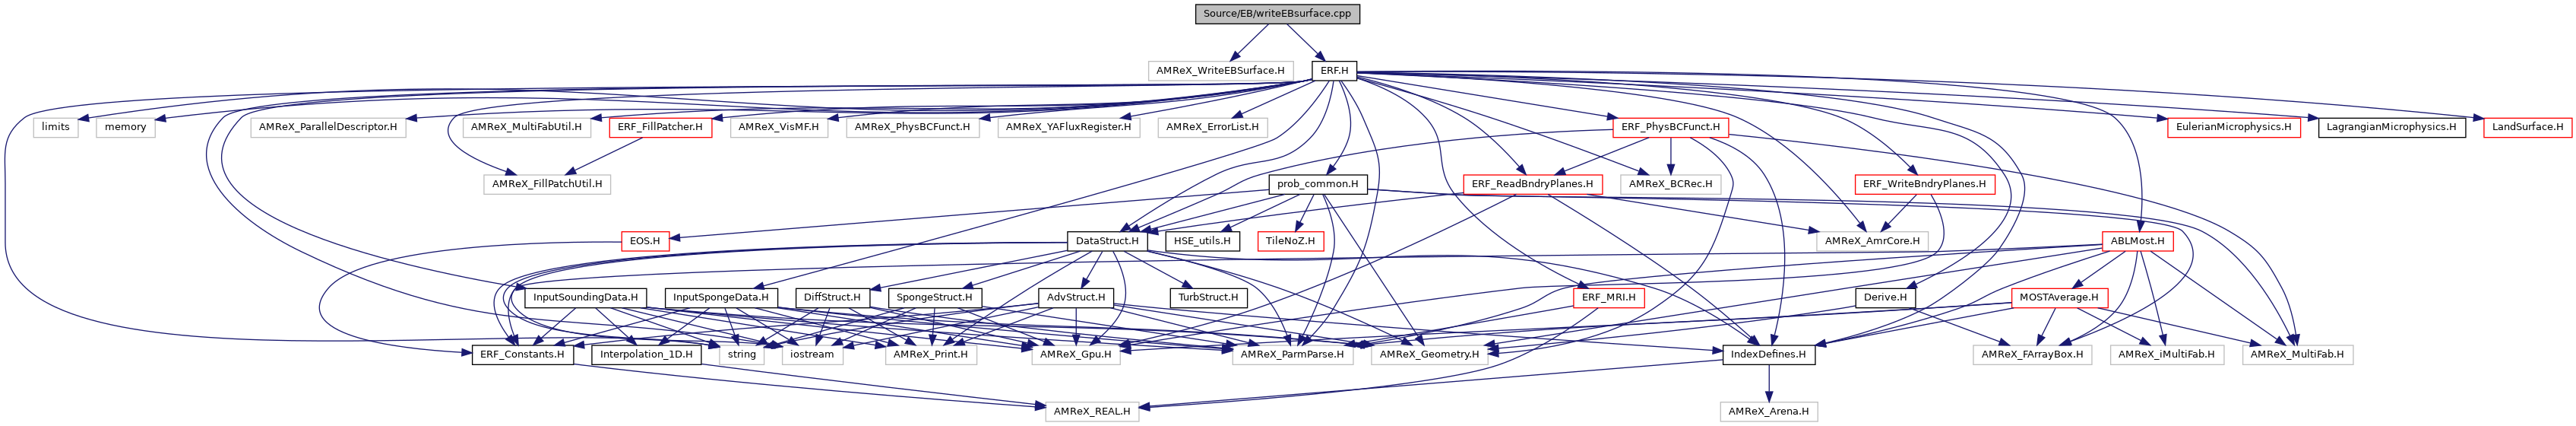 Source/EB/writeEBsurface.cpp
AMReX_WriteEBSurface.H
ERF.H
limits
memory
AMReX_ParallelDescriptor.H
AMReX_MultiFabUtil.H
ERF_FillPatcher.H
AMReX_VisMF.H
AMReX_PhysBCFunct.H
AMReX_YAFluxRegister.H
AMReX_ErrorList.H
ERF_PhysBCFunct.H
EulerianMicrophysics.H
LagrangianMicrophysics.H
LandSurface.H
AMReX_FillPatchUtil.H
prob_common.H
ERF_ReadBndryPlanes.H
AMReX_BCRec.H
ERF_WriteBndryPlanes.H
EOS.H
DataStruct.H
HSE_utils.H
TileNoZ.H
AMReX_AmrCore.H
ABLMost.H
InputSoundingData.H
InputSpongeData.H
DiffStruct.H
SpongeStruct.H
AdvStruct.H
TurbStruct.H
ERF_MRI.H
Derive.H
MOSTAverage.H
ERF_Constants.H
Interpolation_1D.H
string
iostream
AMReX_Print.H
AMReX_Gpu.H
AMReX_ParmParse.H
AMReX_Geometry.H
IndexDefines.H
AMReX_FArrayBox.H
AMReX_iMultiFab.H
AMReX_MultiFab.H
AMReX_REAL.H
AMReX_Arena.H